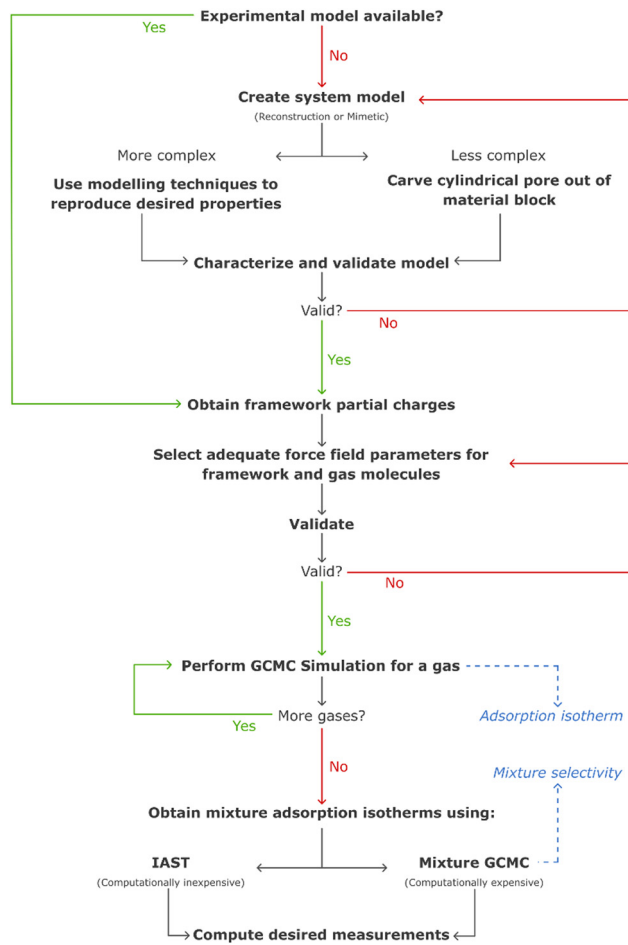 Experimental model available?
Yes
No
Create system model
(Reconstruction or Mimetic)
More complex
Less complex
Use modelling techniques to
reproduce desired properties
Carve cylindrical pore out of
material block
Characterize and validate model
Valid?
No
Yes
Obtain framework partial charges
Select adequate force field parameters for
framework and gas molecules
Validate
Valid?
No
Yes
Perform GCMC Simulation for a gas
More gases?
Adsorption isotherm
Yes
No
Mixture selectivity
Obtain mixture adsorption isotherms using:
IAST
(Computationally inexpensive)
Mixture GCMC
(Computationally expensive)
Compute desired measurements